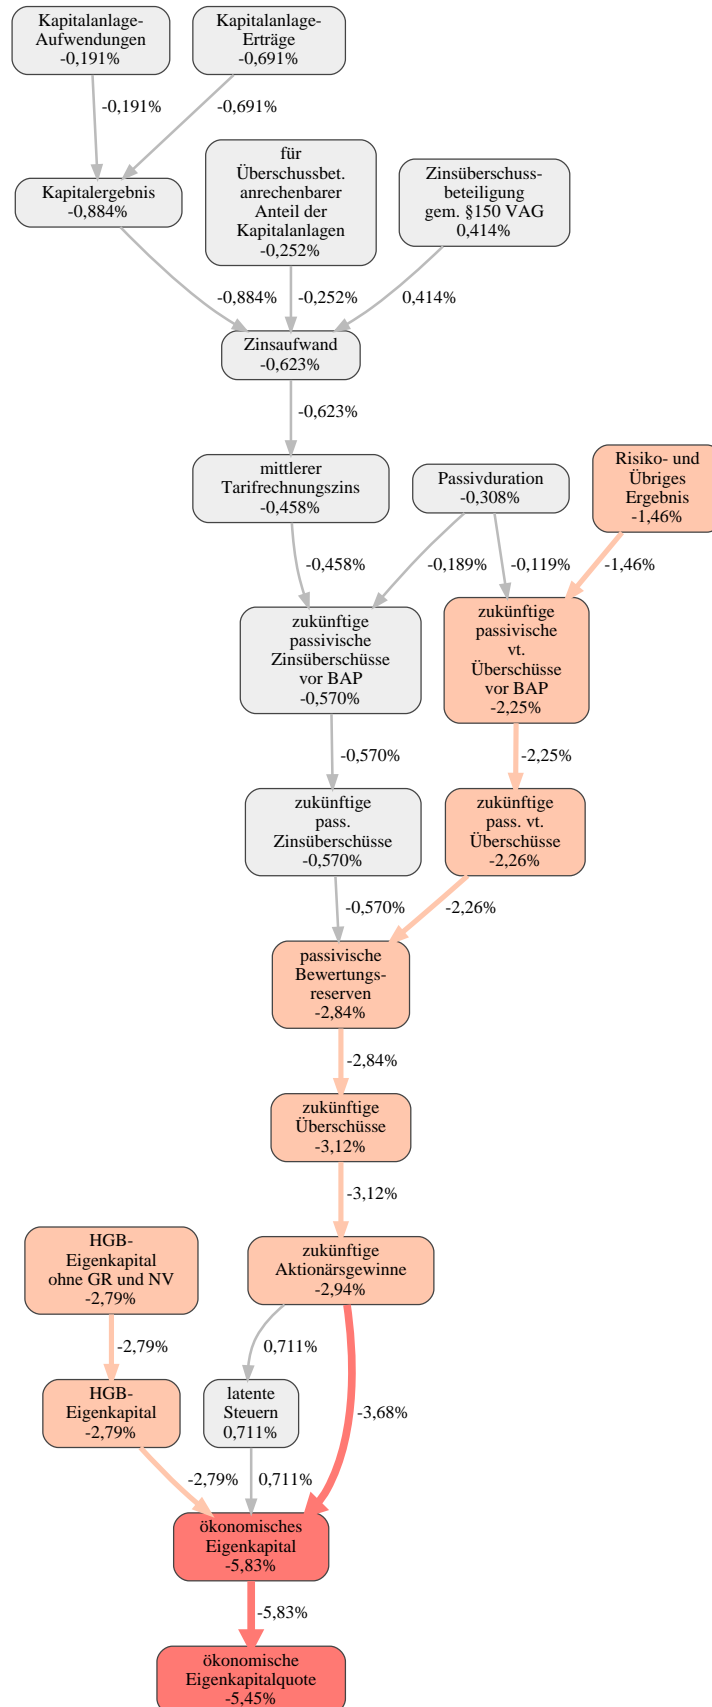 Kapitalanlage-
Aufwendungen
-0,191%
Kapitalanlage-
Erträge
-0,691%
-0,191%
-0,691%
Kapitalergebnis
-0,884%
für
Überschussbet.
anrechenbarer
Anteil der
Kapitalanlagen
-0,252%
Zinsüberschuss-
beteiligung
gem. §150 VAG
0,414%
-0,884%
-0,252%
0,414%
Zinsaufwand
-0,623%
-0,623%
mittlerer
Tarifrechnungszins
-0,458%
Passivduration
-0,308%
Risiko- und
Übriges
Ergebnis
-1,46%
-0,458%
-0,189%
-0,119%
-1,46%
zukünftige
passivische
Zinsüberschüsse
vor BAP
-0,570%
zukünftige
passivische
vt.
Überschüsse
vor BAP
-2,25%
-0,570%
-2,25%
zukünftige
pass.
Zinsüberschüsse
-0,570%
zukünftige
pass. vt.
Überschüsse
-2,26%
-0,570%
-2,26%
passivische
Bewertungs-
reserven
-2,84%
-2,84%
zukünftige
Überschüsse
-3,12%
-3,12%
HGB-
Eigenkapital
ohne GR und NV
-2,79%
zukünftige
Aktionärsgewinne
-2,94%
-2,79%
0,711%
-3,68%
HGB-
Eigenkapital
-2,79%
latente
Steuern
0,711%
-2,79%
0,711%
ökonomisches
Eigenkapital
-5,83%
-5,83%
ökonomische
Eigenkapitalquote
-5,45%